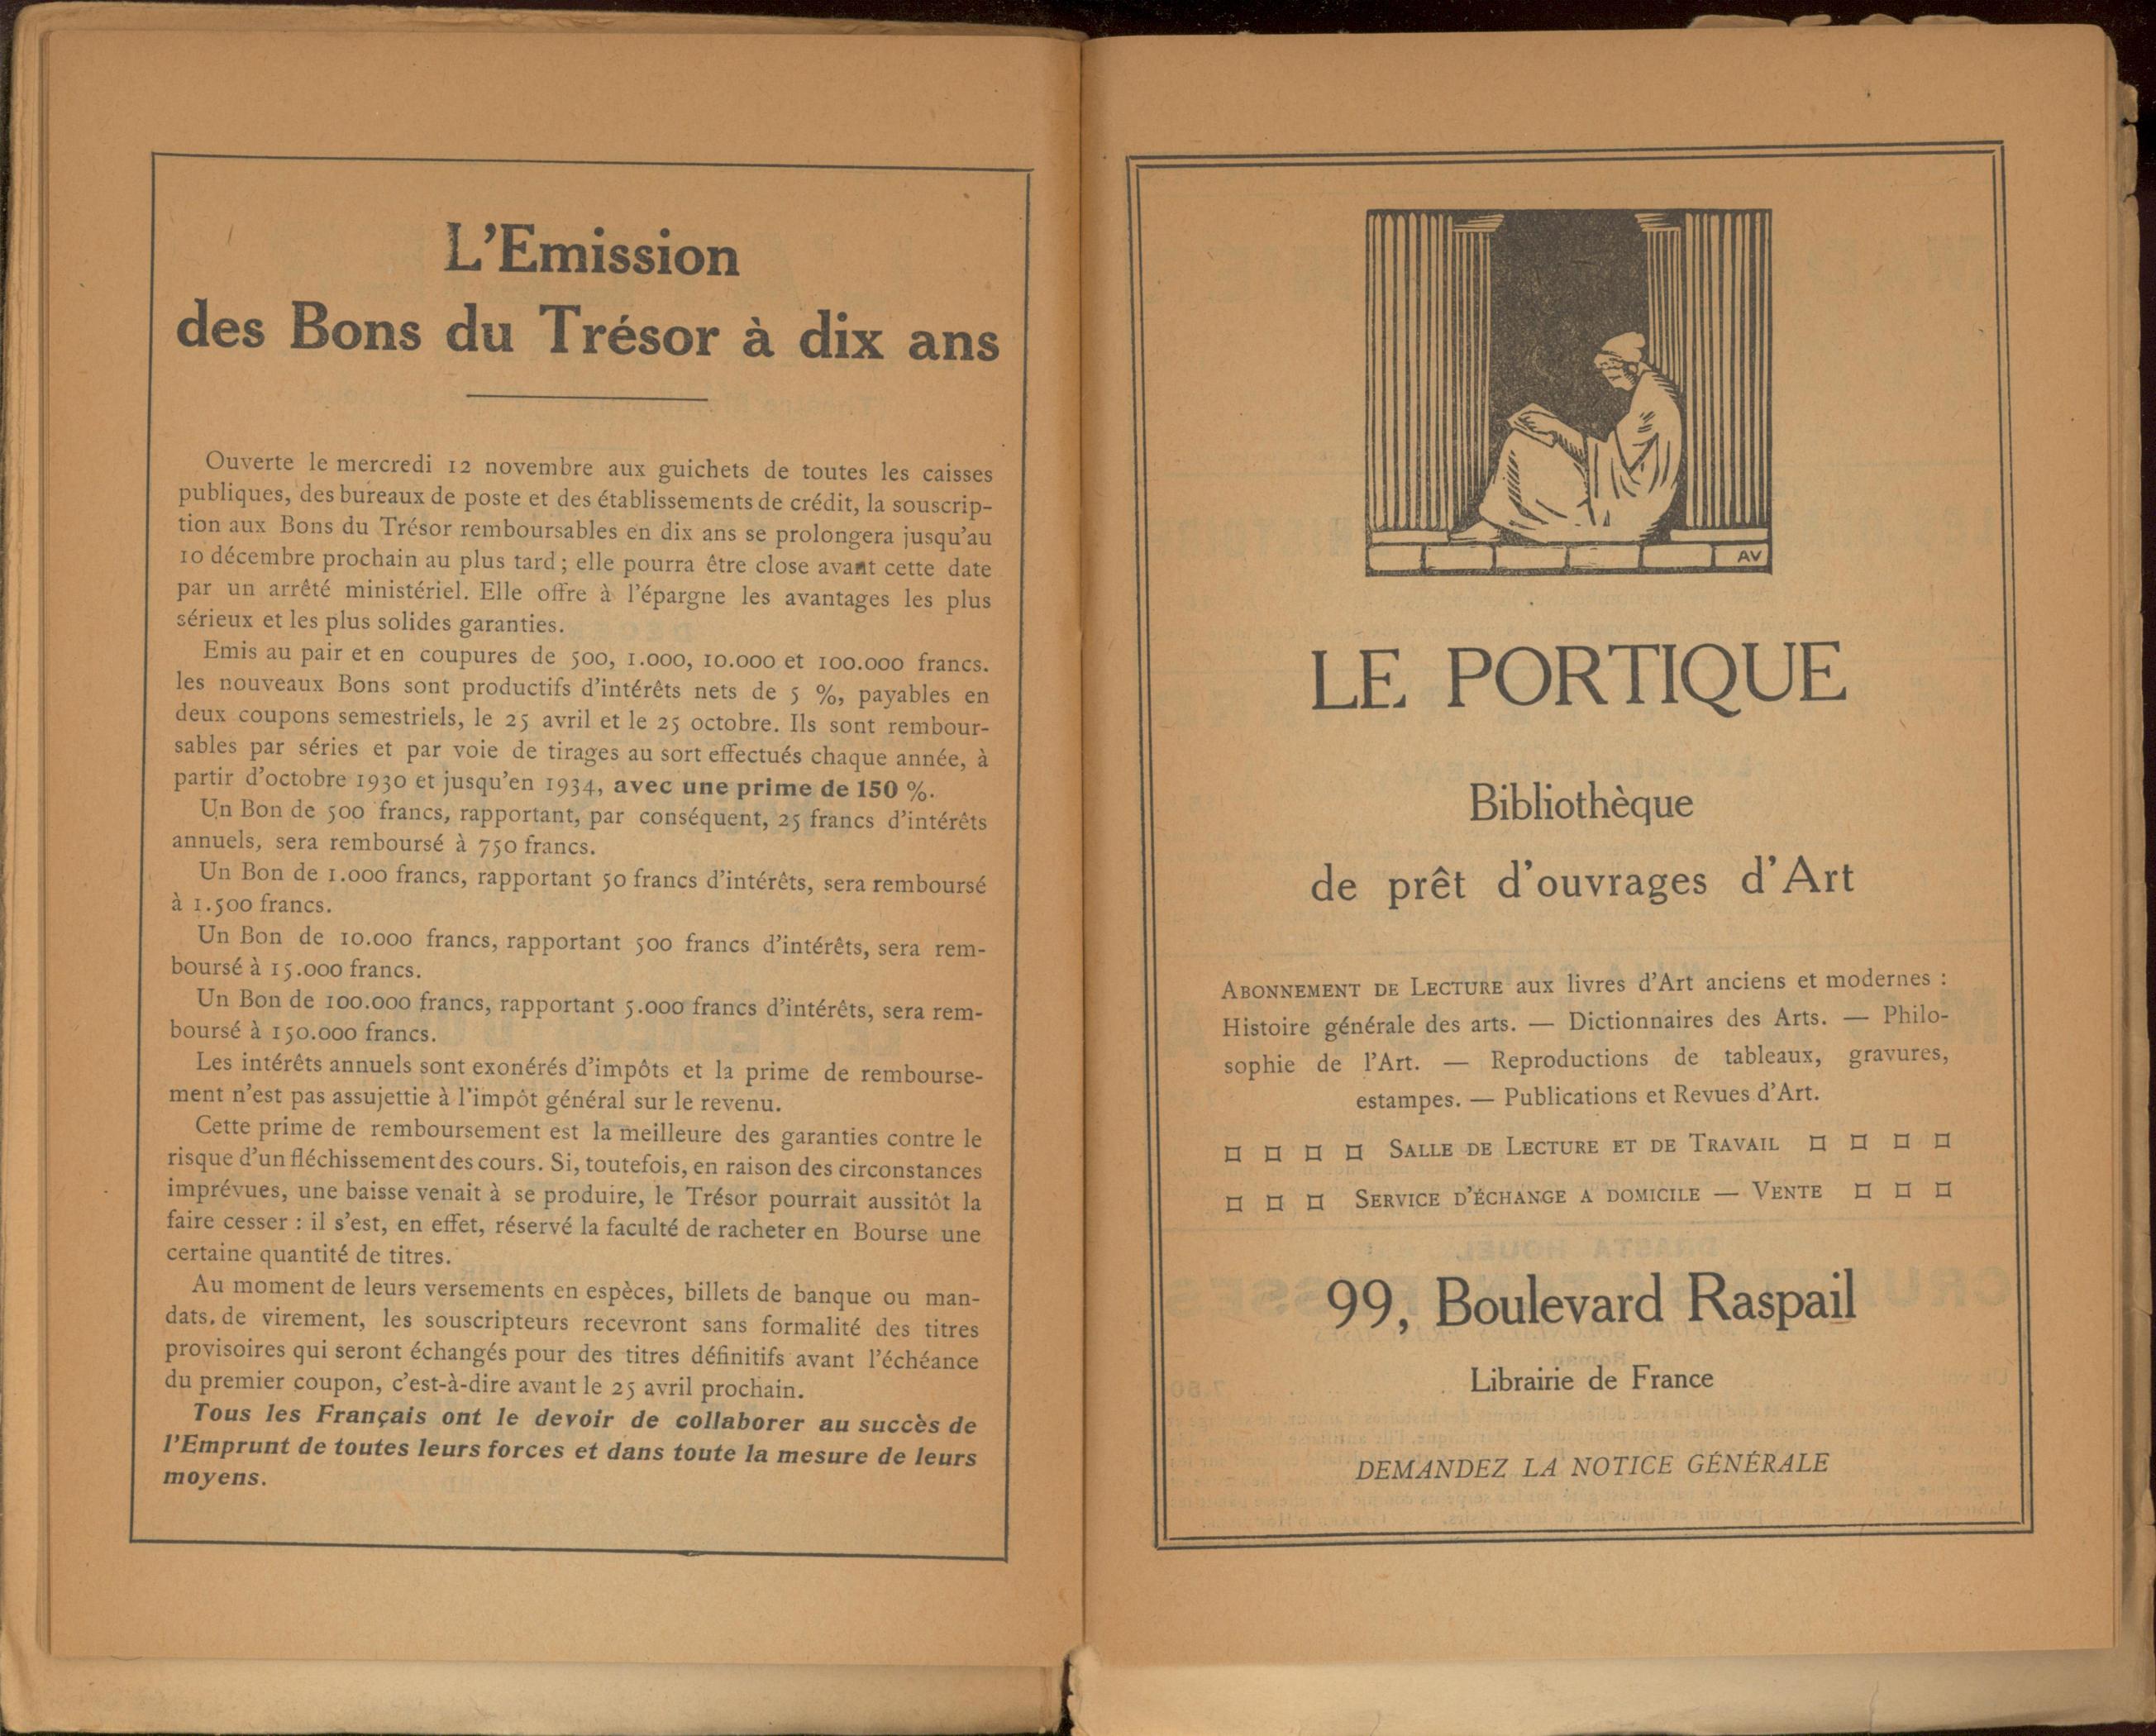 L'Emission
des Bons du Trésor à dix ans
Ouverte le mercredi 12 novembre aux guichets de toutes les caisses
publiques, des bureaux de poste et des établissements de crédit, la souscrip-
tion aux Bons du Trésor remboursables en dix ans se prolongera jusqu'au
10 décembre prochain au plus tard ; elle pourra être close avant cette date
par un arrêté ministériel. Elle offre à l'épargne les avantages les plus
sérieux et les plus solides garanties.
Emis au pair et en coupures de 500, 1.000, 10.000 et 100.000 francs.
les nouveaux Bons sont productifs d'intérêts nets de 5 %, payables en
deux coupons semestriels, le 25 avril et le 25 octobre. Ils sont rembour-
sables par séries et par voie de tirages au sort effectués chaque année, à
partir d'octobre 1930 et jusqu'en 1934, avec une prime de 150 %.
Un Bon de 500 francs, rapportant, par conséquent, 25 francs d'intérêts
annuels, sera remboursé à 750 francs.
Un Bon de 1.000 francs, rapportant 50 francs d'intérêts, sera remboursé
à 1.500 francs.
Un Bon de 10.000 francs, rapportant 500 francs d'intérêts, sera rem-
boursé à 15.000 francs.
Un Bon de 100.000 francs, rapportant 5.000 francs d'intérêts, sera rem-
boursé à 150.000 francs.
Les intérêts annuels sont exonérés d'impôts et la prime de rembourse-
ment n'est pas assujettie à l'impôt général sur le revenu.
Cette prime de remboursement est la meilleure des garanties contre le
risque d'un fléchissement des cours. Si, toutefois, en raison des circonstances
imprévues, une baisse venait à se produire, le Trésor pourrait aussitôt la
faire cesser : il s'est, en effet, réservé la faculté de racheter en Bourse une
certaine quantité de titres.
Au moment de leurs versements en espèces, billets de banque ou man-
dats, de virement, les souscripteurs recevront sans formalité des titres
provisoires qui seront échangés pour des titres définitifs avant l'échéance
du premier coupon, c'est-à-dire avant le 25 avril prochain.
Tous les Français ont le devoir de collaborer au succès de
l'Emprunt de toutes leurs forces et dans toute la mesure de leurs
moyens.
AV
LE PORTIQUE
Bibliothèque
de prêt d'ouvrages d'Art
ABONNEMENT DE LECTURE aux livres d'Art anciens et modernes :
Histoire générale des arts. — Dictionnaires des Arts. — Philo-
sophie de l'Art. — Reproductions de tableaux, gravures,
estampes. — Publications et Revues d'Art.
SALLE DE LECTURE ET DE TRAVAIL
SERVICE D'ÉCHANGE A DOMICILE — VENTE
99, Boulevard Raspail
Librairie de France
DEMANDEZ LA NOTICE GÉNÉRALE